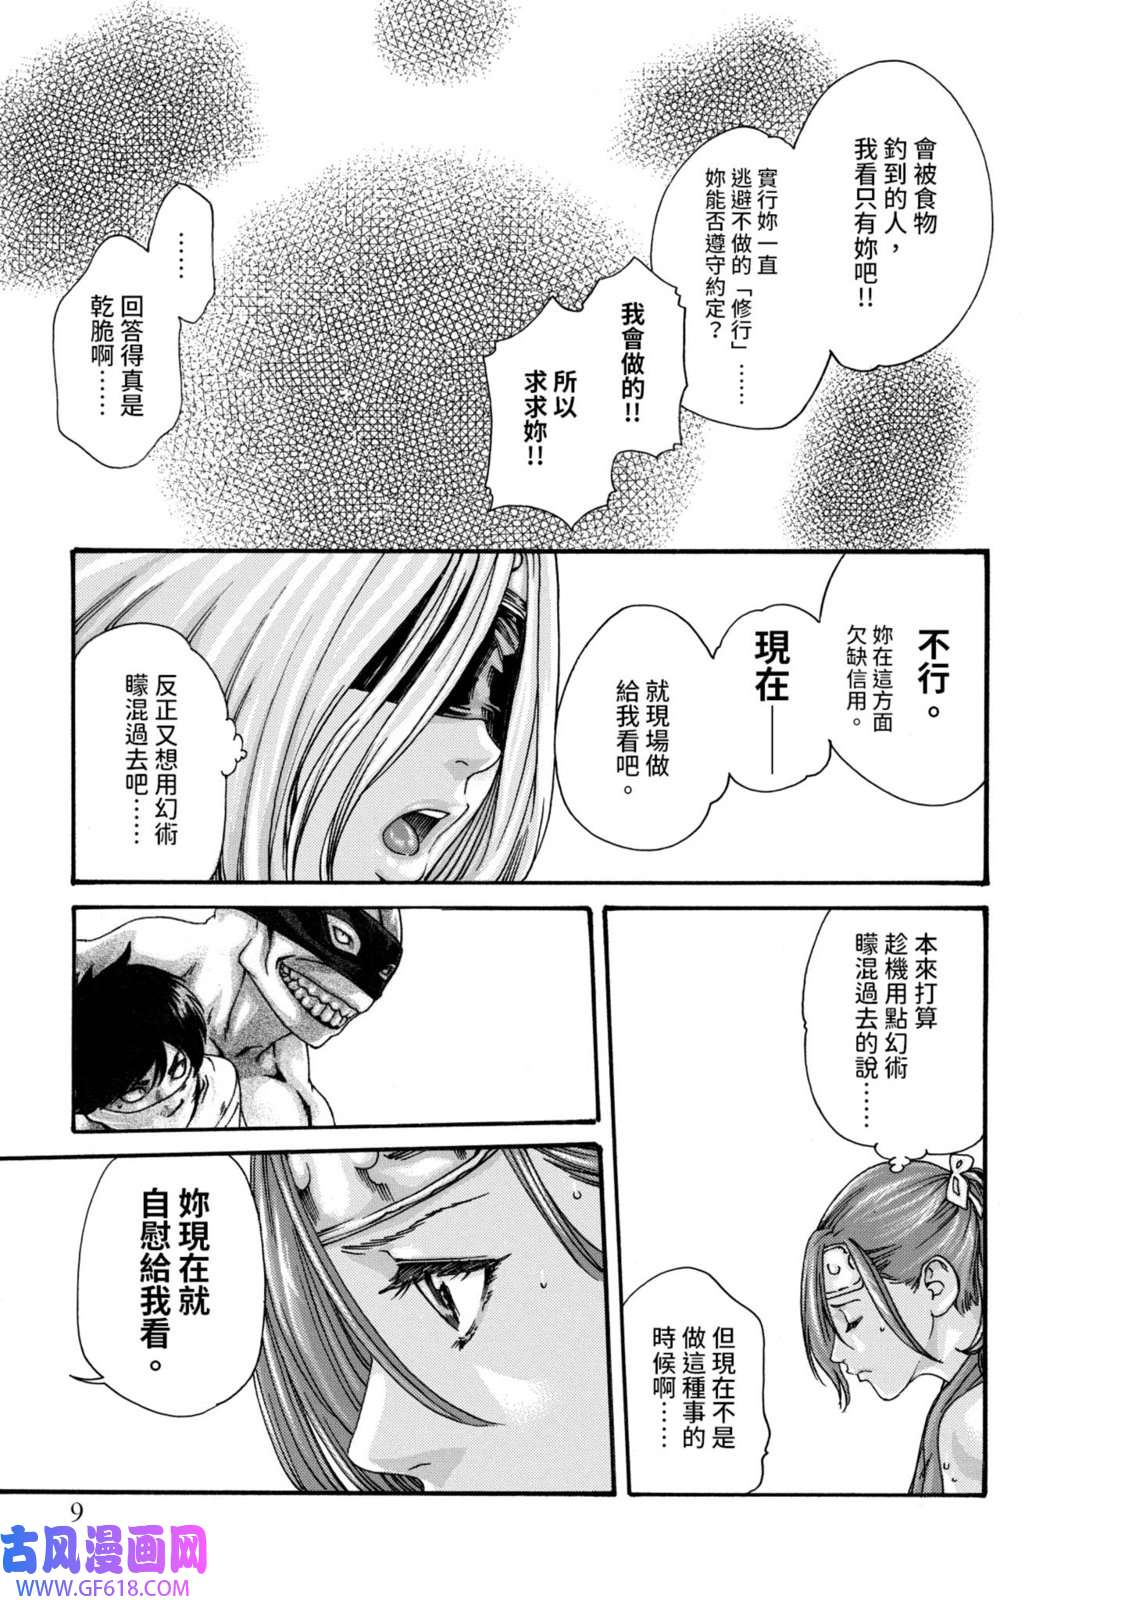 會被食物
釣到的人，
我看只有妳吧!!
實行妳一直
逃避不做的「修行」……
妳能否遵守約定？
我會做的!!
所以
求求妳!!
……
回答得真是
乾脆啊……
不行。
妳在這方面
欠缺信用。
現在——
就現場做
給我看吧。
反正又想用幻術
矇混過去吧……
本來打算
趁機用點幻術
矇混過去的說……
但現在不是
做這種事的
時候啊……
妳現在就
自慰給我看。
9
古风漫画网
WWW.GF618.COM